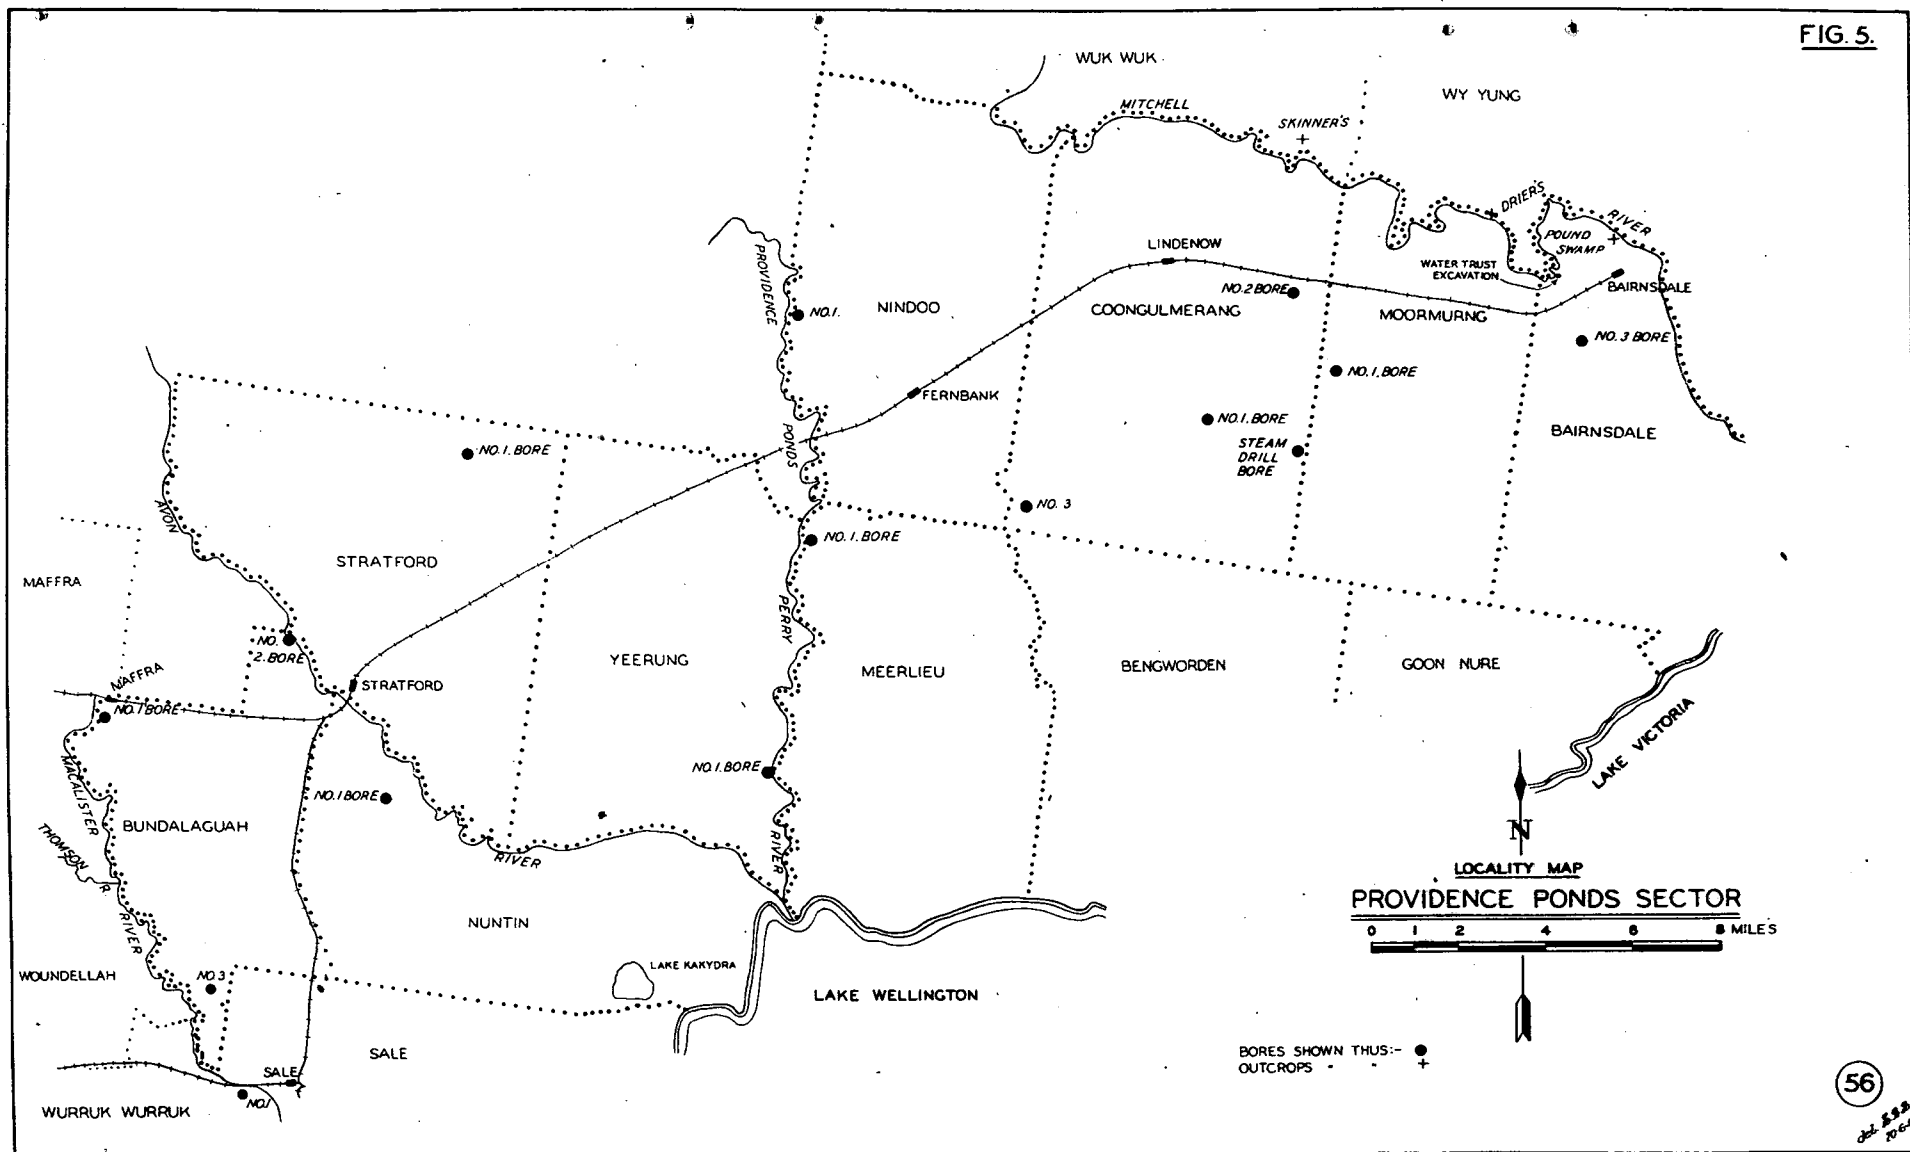 FIG. 5.
WUK WUK
WY YUNG
MITCHELL
SKINNER'S
DRIER'S
RIVER
POUND
SWAMP
WATER TRUST
EXCAVATION
BAIRNSDALE
LINDENOW
NO. 2 BORE
PROVIDENCE
NO. 1.
NINDOO
COONGULMERANG
MOORMURNG
NO. 3 BORE
NO. 1. BORE
FERNBANK
NO. 1. BORE
STEAM
DRILL
BORE
BAIRNSDALE
PONDS
NO. 1. BORE
NO. 3
AVON
NO. 1. BORE
STRATFORD
MAFFRA
PERRY
NO.
2. BORE
YEERUNG
MEERLIEU
BENGWORDEN
GOON NURE
MAFFRA
STRATFORD
NO. 1 BORE
LAKE VICTORIA
MACALISTER
NO. 1. BORE
NO. 1 BORE
BUNDALAGUAH
THOMSON R
RIVER
RIVER
N
LOCALITY MAP
PROVIDENCE PONDS SECTOR
0 1 2 4 6 8 MILES
RIVER
NUNTIN
LAKE KAKYDRA
LAKE WELLINGTON
WOUNDELLAH
NO. 3
SALE
SALE
NO. 1
WURRUK WURRUK
BORES SHOWN THUS:-
OUTCROPS " "
56